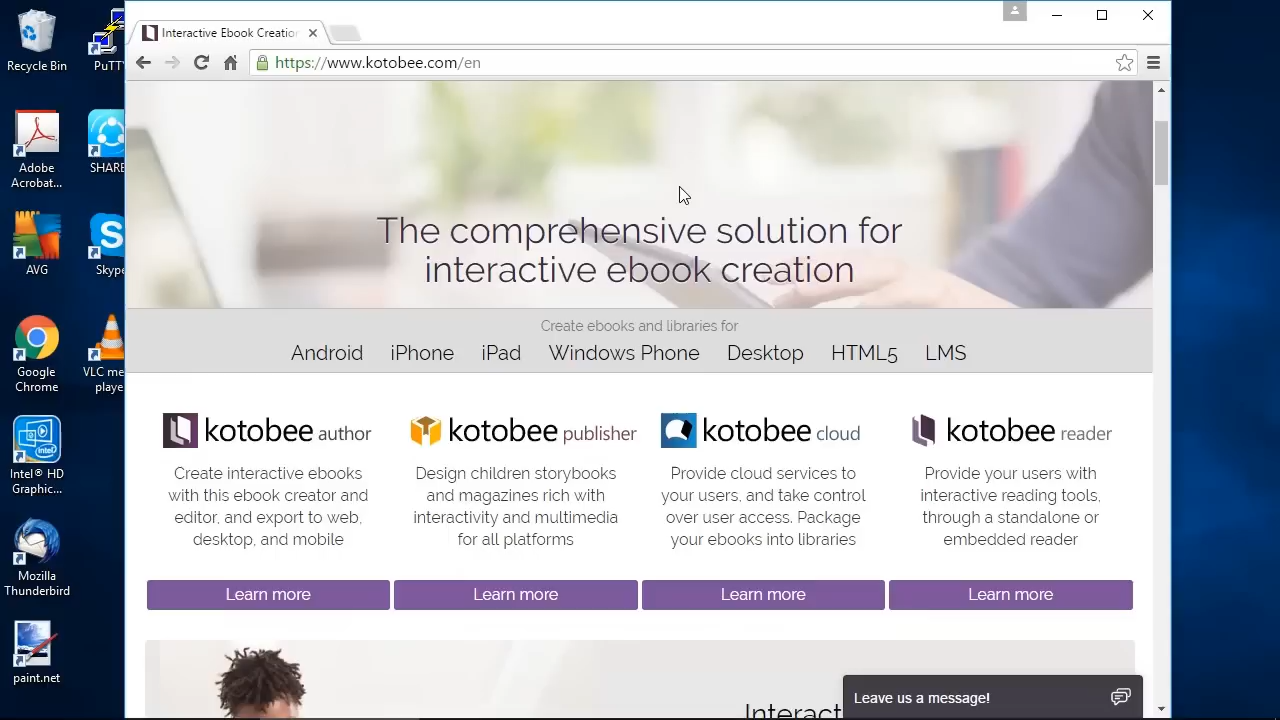 Recycle Bin
PuTTY
Adobe
Acrobat...
SHARE
AVG
Skype
Google
Chrome
VLC me
playe
Intel® HD
Graphic...
Mozilla
Thunderbird
paint.net
Interactive Ebook Creation
https://www.kotobee.com/en
The comprehensive solution for
interactive ebook creation
Create ebooks and libraries for
Android iPhone iPad Windows Phone Desktop HTML5 LMS
kotobee author
Create interactive ebooks
with this ebook creator and
editor, and export to web,
desktop, and mobile
Learn more
kotobee publisher
Design children storybooks
and magazines rich with
interactivity and multimedia
for all platforms
Learn more
kotobee cloud
Provide cloud services to
your users, and take control
over user access. Package
your ebooks into libraries
Learn more
kotobee reader
Provide your users with
interactive reading tools,
through a standalone or
embedded reader
Learn more
Interact
Leave us a message!